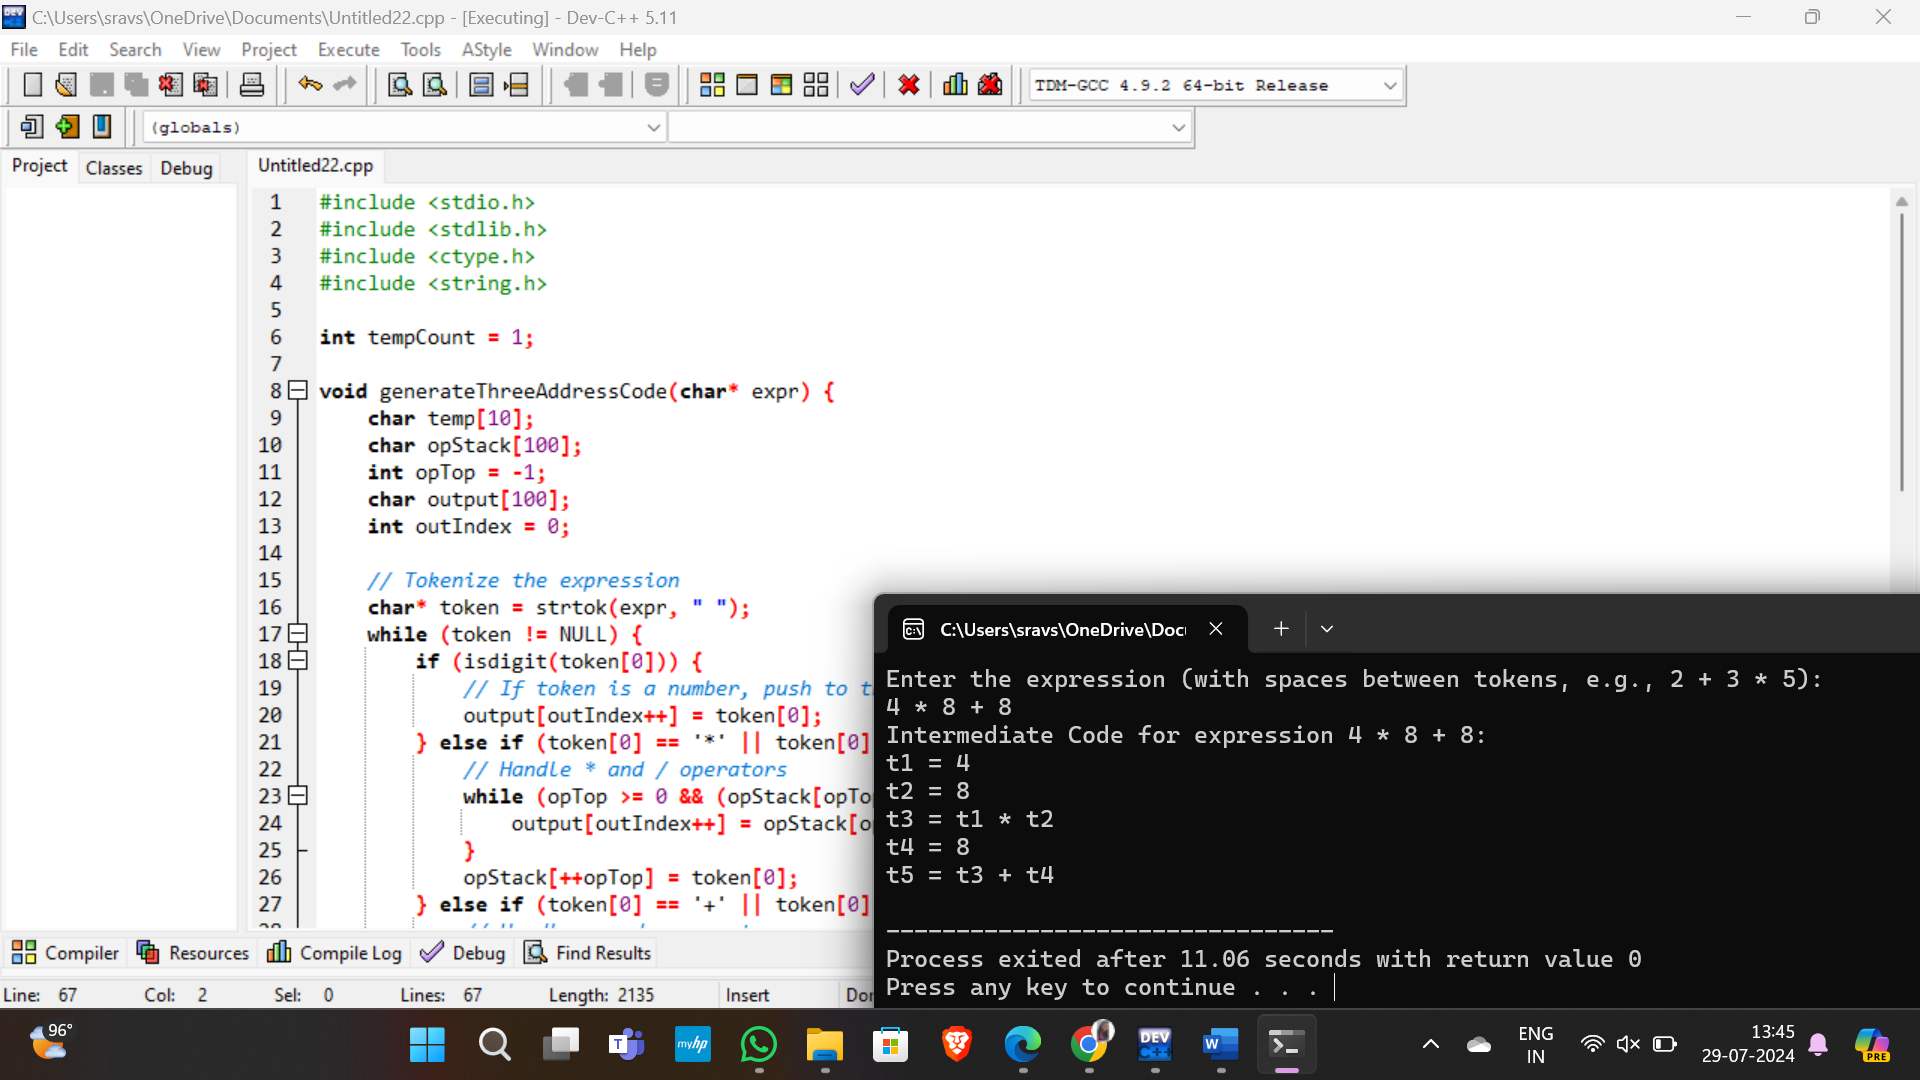 C:\Users\sravs\OneDrive\Documents\Untitled22.cpp - [Executing] - Dev-C++ 5.11
File Edit Search View Project Execute Tools AStyle Window Help
TDM-GCC 4.9.2 64-bit Release
(globals)
Project Classes Debug Untitled22.cpp
1 #include <stdio.h>
2 #include <stdlib.h>
3 #include <ctype.h>
4 #include <string.h>
5
6 int tempCount = 1;
7
8 void generateThreeAddressCode(char* expr) {
9 char temp[10];
10 char opStack[100];
11 int opTop = -1;
12 char output[100];
13 int outIndex = 0;
14
15 // Tokenize the expression
16 char* token = strtok(expr, " ");
17 while (token != NULL) {
18 if (isdigit(token[0])) {
19 // If token is a number, push to
20 output[outIndex++] = token[0];
21 } else if (token[0] == '*' || token[0]
22 // Handle * and / operators
23 while (opTop >= 0 && (opStack[opTo
24 output[outIndex++] = opStack[o
25 }
26 opStack[++opTop] = token[0];
27 } else if (token[0] == '+' || token[0]
C:\Users\sravs\OneDrive\Doc
Enter the expression (with spaces between tokens, e.g., 2 + 3 * 5):
4 * 8 + 8
Intermediate Code for expression 4 * 8 + 8:
t1 = 4
t2 = 8
t3 = t1 * t2
t4 = 8
t5 = t3 + t4
--------------------------------
Process exited after 11.06 seconds with return value 0
Press any key to continue . . .
Compiler Resources Compile Log Debug Find Results
Line: 67 Col: 2 Sel: 0 Lines: 67 Length: 2135 Insert Do
96°
T
myhp
DEV C++
W
ENG
IN
13:45
29-07-2024
PRE